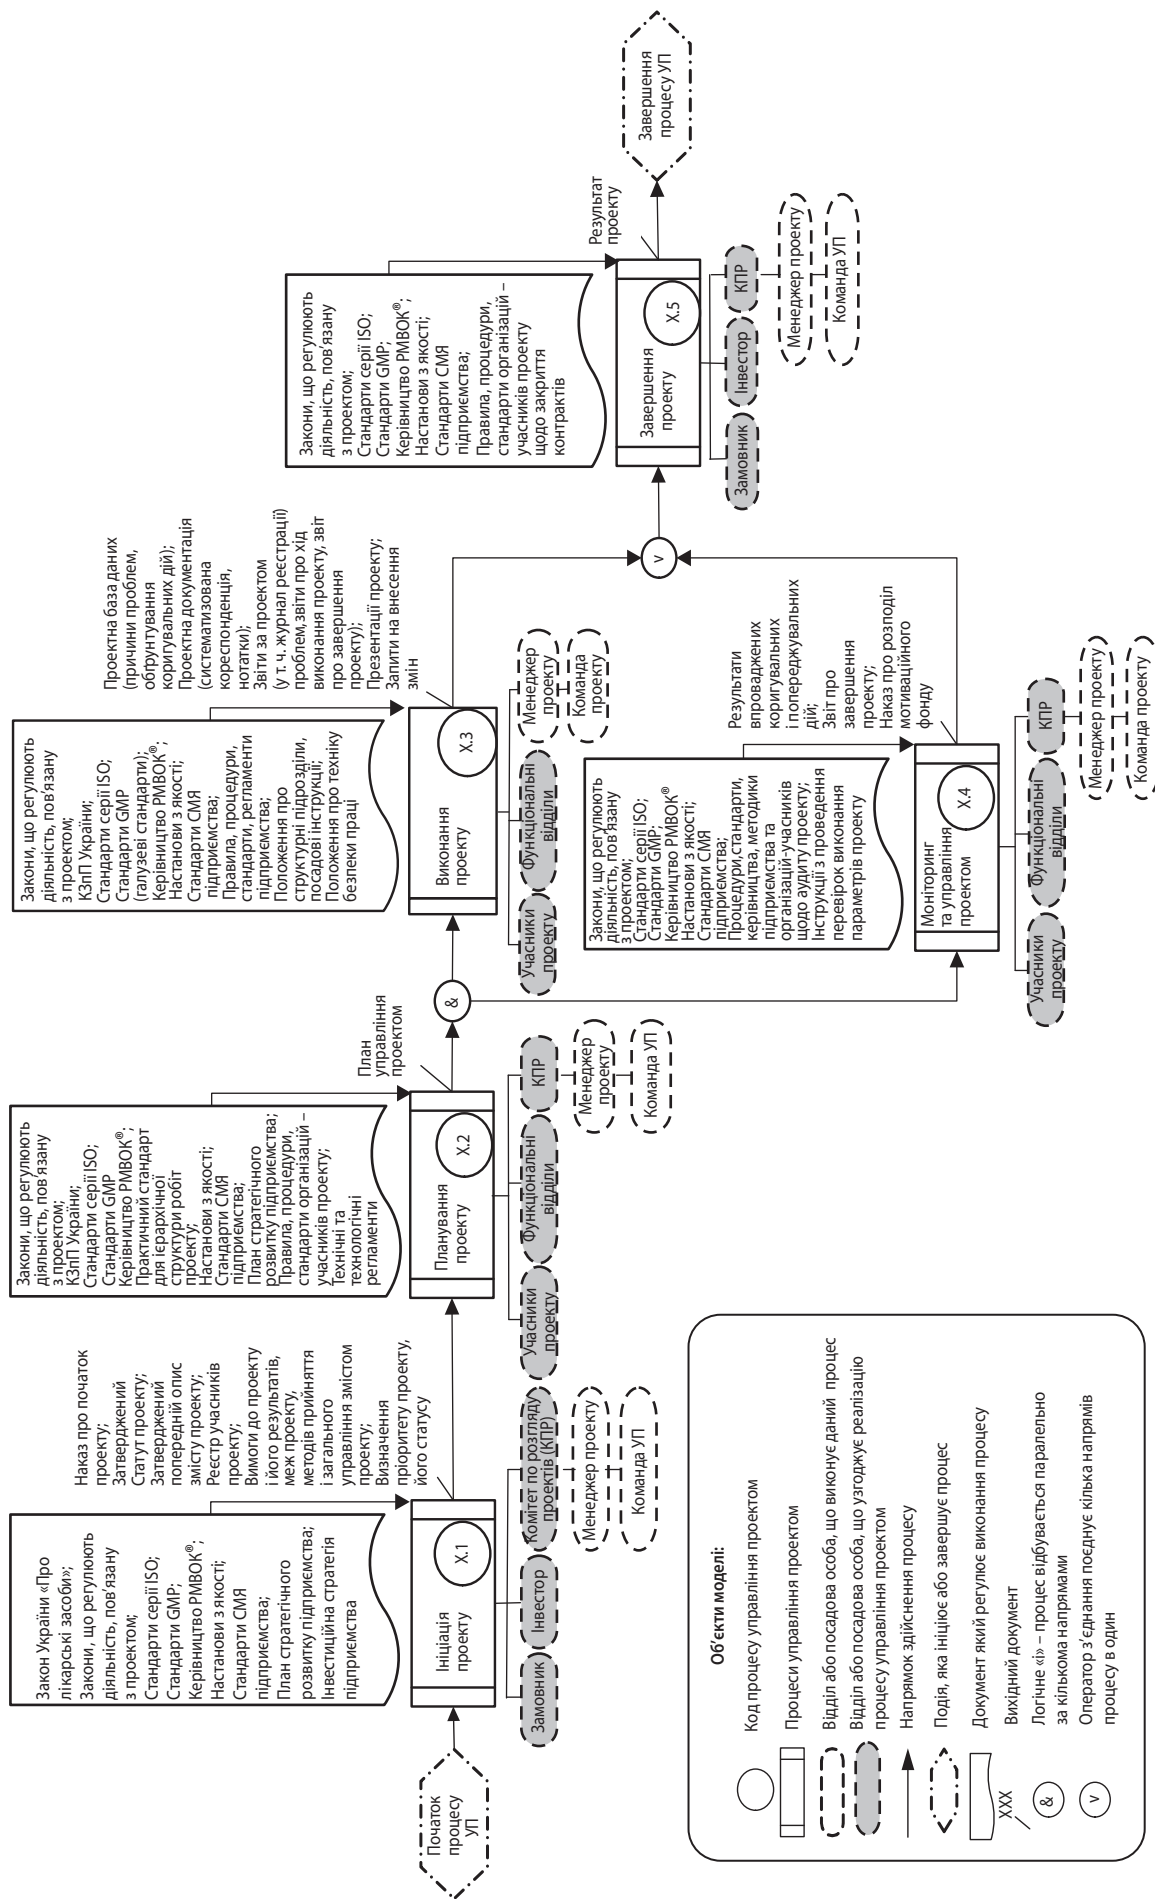 Початок
процесу
УП
Закон України «Про
лікарські засоби»;
Закони, що регулюють
діяльність, пов'язану
з проектом;
Стандарти серії ISO;
Стандарти GMP;
Керівництво PMBOK®;
Настанови з якості;
Стандарти СМЯ
підприємства;
План стратегічного
розвитку підприємства;
Інвестиційна стратегія
підприємства
Ініціація
проекту
Х.1
Замовник
Інвестор
Комітет по розгляду
проектів (КПР)
Менеджер проекту
Команда УП
Наказ про початок
проекту;
Затверджений
Статут проекту;
Затверджений
попередній опис
змісту проекту;
Реєстр учасників
проекту;
Вимоги до проекту
і його результатів,
меж проекту,
методів прийняття
і загального
управління змістом
проекту;
Визначення
пріоритету проекту,
його статусу
Закони, що регулюють
діяльність, пов'язану
з проектом;
КЗпП України;
Стандарти серії ISO;
Стандарти GMP
Керівництво PMBOK®;
Практичний стандарт
для ієрархічної
структури робіт
проекту;
Настанови з якості;
Стандарти СМЯ
підприємства;
План стратегічного
розвитку підприємства;
Правила, процедури,
стандарти організацій –
учасників проекту;
Технічні та
технологічні
регламенти
Планування
проекту
Х.2
Учасники
проекту
Функціональні
відділи
КПР
Менеджер
проекту
Команда УП
План
управління
проектом
&
Закони, що регулюють
діяльність, пов'язану
з проектом;
КЗпП України;
Стандарти серії ISO;
Стандарти GMP
(галузеві стандарти);
Керівництво PMBOK®;
Настанови з якості;
Стандарти СМЯ
підприємства;
Правила, процедури,
стандарти, регламенти
підприємства;
Положення про
структурні підрозділи,
посадові інструкції;
Положення про техніку
безпеки праці
Виконання
проекту
Х.3
Учасники
проекту
Функціональні
відділи
Менеджер
проекту
Команда
проекту
Проектна база даних
(причини проблем,
обґрунтування
коригувальних дій);
Проектна документація
(систематизована
кореспонденція,
нотатки);
Звіти за проектом
(у т. ч. журнал реєстрації)
проблем, звіти про хід
виконання проекту, звіт
про завершення
проекту);
Презентації проекту;
Запити на внесення
змін
Закони, що регулюють
діяльність, пов'язану
з проектом;
Стандарти серії ISO;
Стандарти GMP;
Керівництво PMBOK®
Настанови з якості;
Стандарти СМЯ
підприємства;
Процедури, стандарти,
керівництва, методики
підприємства та
організацій-учасників
щодо аудиту проекту;
Інструкції з проведення
перевірок виконання
параметрів проекту
Моніторинг
та управління
проектом
Х.4
Учасники
проекту
Функціональні
відділи
КПР
Менеджер проекту
Команда проекту
Результати
впроваджених
коригувальних
і попереджувальних
дій;
Звіт про
завершення
проекту;
Наказ про розподіл
мотиваційного
фонду
v
Закони, що регулюють
діяльність, пов'язану
з проектом;
Стандарти серії ISO;
Стандарти GMP;
Керівництво PMBOK®;
Настанови з якості;
Стандарти СМЯ
підприємства;
Правила, процедури,
стандарти організацій –
учасників проекту
щодо закриття
контрактів
Завершення
проекту
Х.5
Замовник
Інвестор
КПР
Менеджер проекту
Команда УП
Результат
проекту
Завершення
процесу УП
Об'єкти моделі:
Код процесу управління проектом
Процеси управління проектом
Відділ або посадова особа, що виконує даний процес
Відділ або посадова особа, що узгоджує реалізацію
процесу управління проектом
Напрямок здійснення процесу
Подія, яка ініціює або завершує процес
Документ який регулює виконання процесу
XXX
Вихідний документ
&
Логічне «і» – процес відбувається паралельно
за кількома напрямами
v
Оператор з'єднання поєднує кілька напрямів
процесу в один